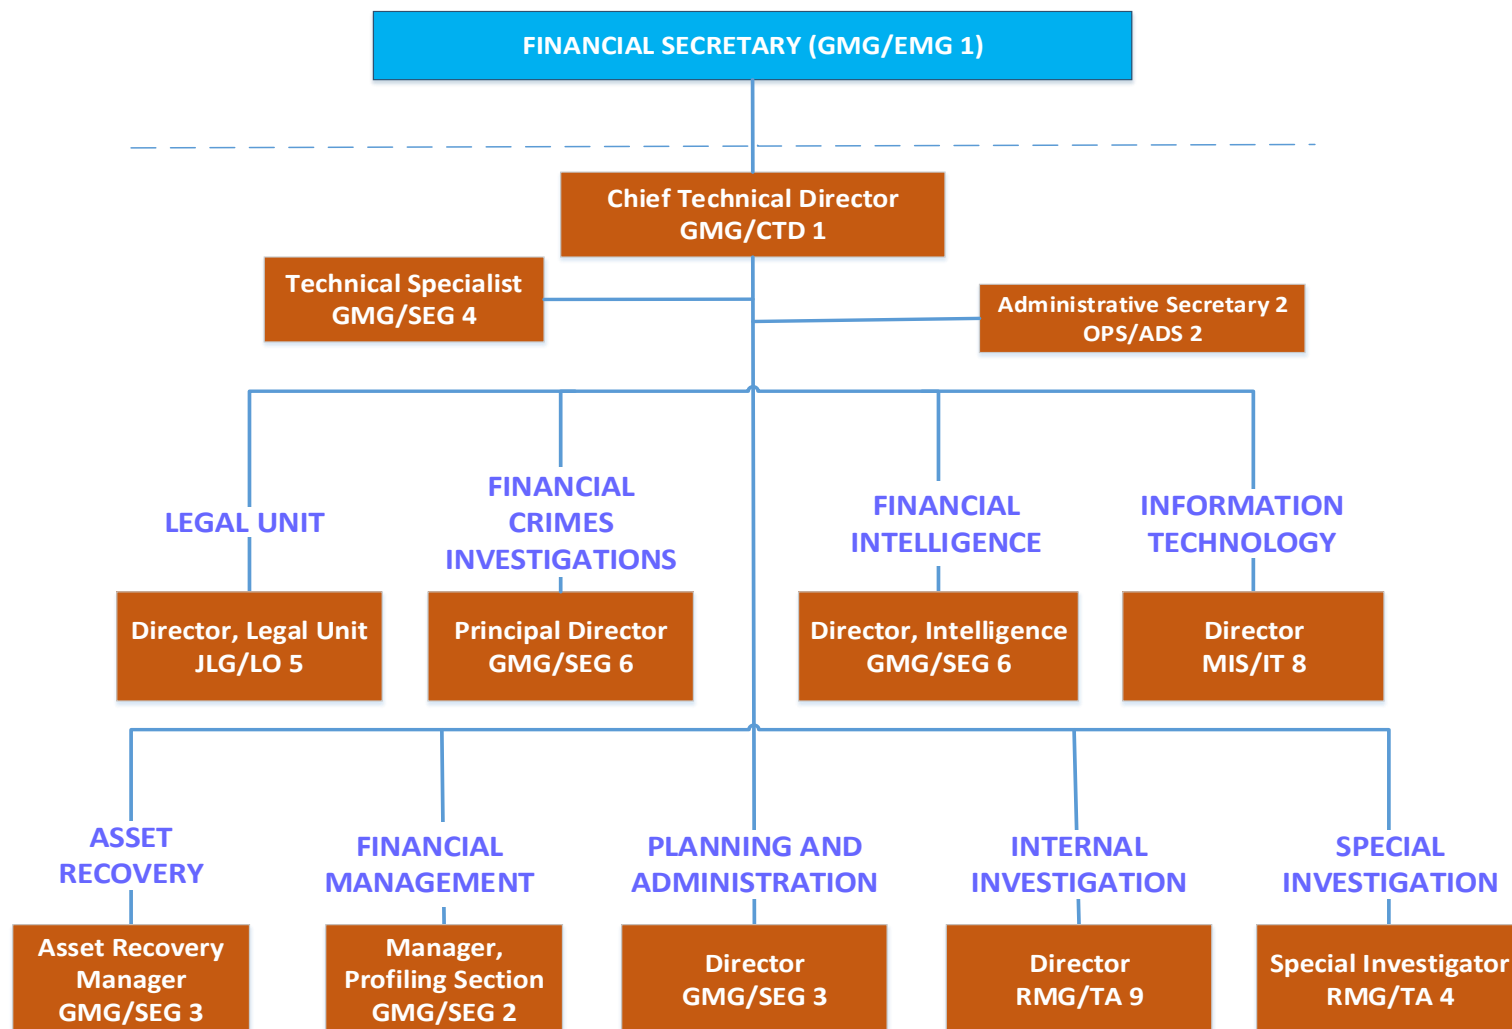 FINANCIAL SECRETARY (GMG/EMG 1)
Chief Technical Director
GMG/CTD 1
Technical Specialist
GMG/SEG 4
Administrative Secretary 2
OPS/ADS 2
LEGAL UNIT
FINANCIAL
CRIMES
INVESTIGATIONS
FINANCIAL
INTELLIGENCE
INFORMATION
TECHNOLOGY
Director, Legal Unit
JLG/LO 5
Principal Director
GMG/SEG 6
Director, Intelligence
GMG/SEG 6
Director
MIS/IT 8
ASSET
RECOVERY
FINANCIAL
MANAGEMENT
PLANNING AND
ADMINISTRATION
INTERNAL
INVESTIGATION
SPECIAL
INVESTIGATION
Asset Recovery
Manager
GMG/SEG 3
Manager,
Profiling Section
GMG/SEG 2
Director
GMG/SEG 3
Director
RMG/TA 9
Special Investigator
RMG/TA 4